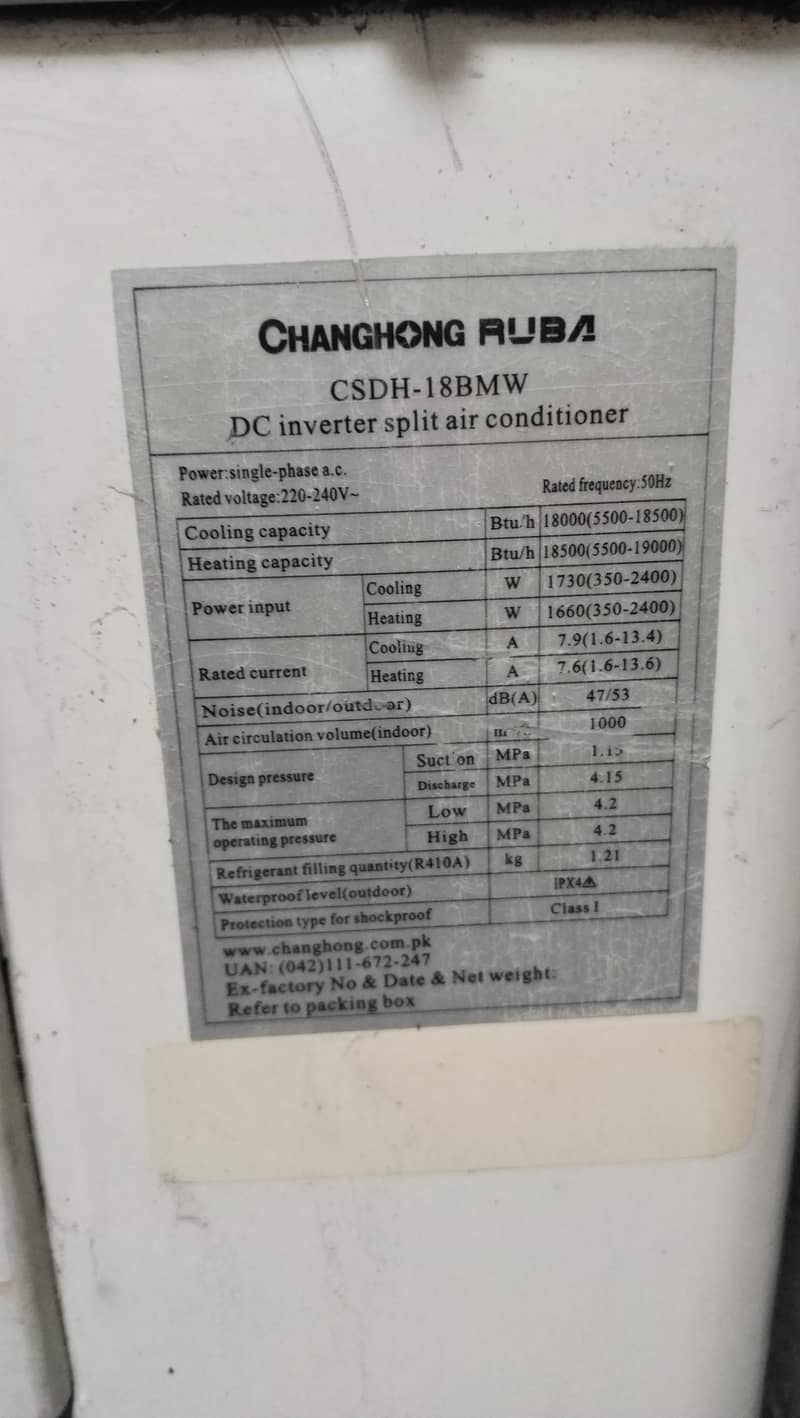 CHANGHONG RUBA
CSDH-18BMW
DC inverter split air conditioner
Power:single-phase a.c.
Rated voltage:220-240V~ Rated frequency:50Hz
Cooling capacity Btu/h 18000(5500-18500)
Heating capacity Btu/h 18500(5500-19000)
Power input Cooling W 1730(350-2400)
Heating W 1660(350-2400)
Rated current Cooling A 7.9(1.6-13.4)
Heating A 7.6(1.6-13.6)
Noise(indoor/outdoor) dB(A) 47/53
Air circulation volume(indoor) 1000
Design pressure Suction MPa
Discharge MPa 4.15
The maximum operating pressure Low MPa 4.2
High MPa 4.2
Refrigerant filling quantity(R410A) kg 1.21
Waterproof level(outdoor) IPX4
Protection type for shockproof Class I
www.changhong.com.pk
UAN: (042)111-672-247
Ex-factory No & Date & Net weight:
Refer to packing box